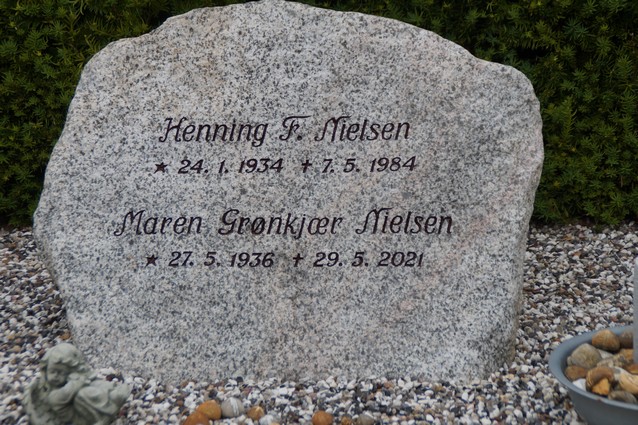 Henning F. Nielsen
★ 24. 1. 1934 ✝ 7. 5. 1984
Maren Grønkjær Nielsen
★ 27. 5. 1936 ✝ 29. 5. 2021